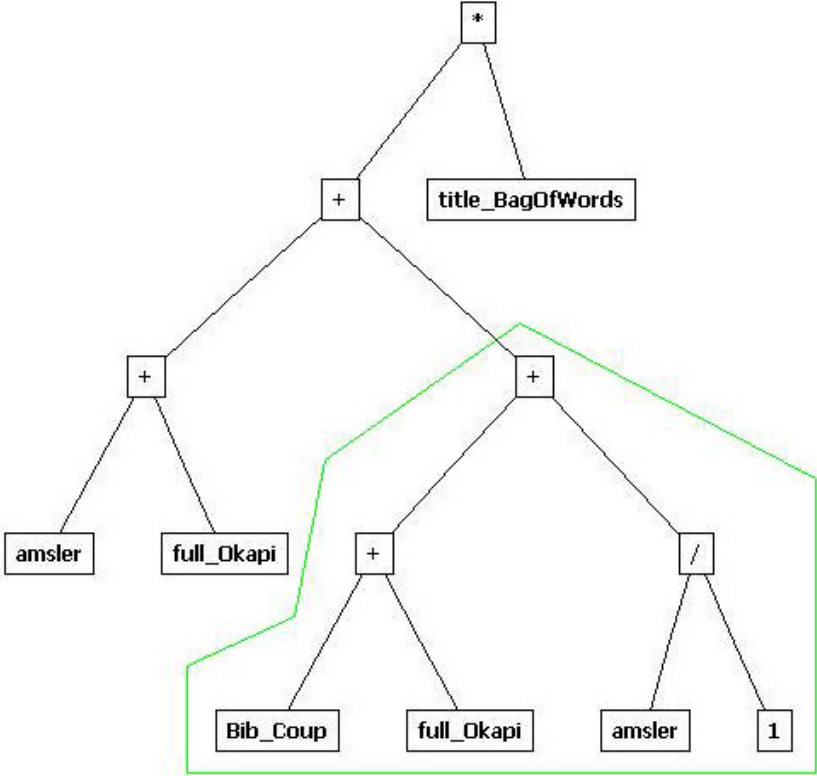 *
+
title_BagOfWords
+
+
amsler
full_Okapi
+
/
Bib_Coup
full_Okapi
amsler
1